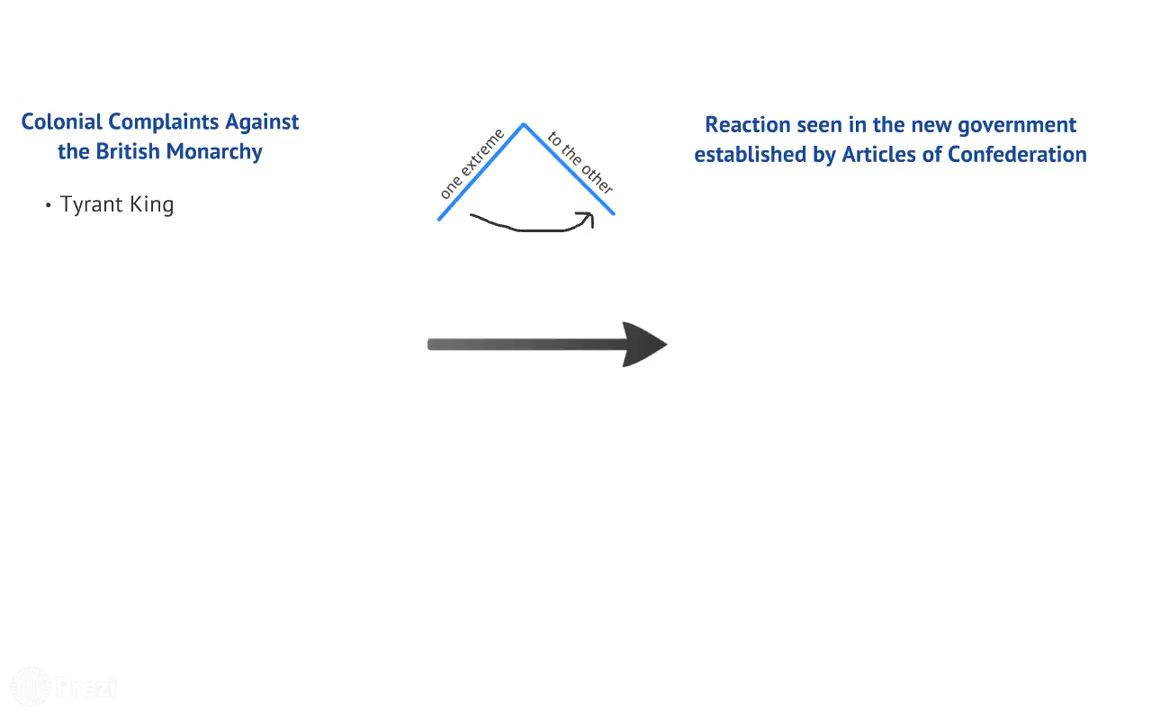 Colonial Complaints Against
the British Monarchy
• Tyrant King
one extreme
to the other
Reaction seen in the new government
established by Articles of Confederation
Prezi